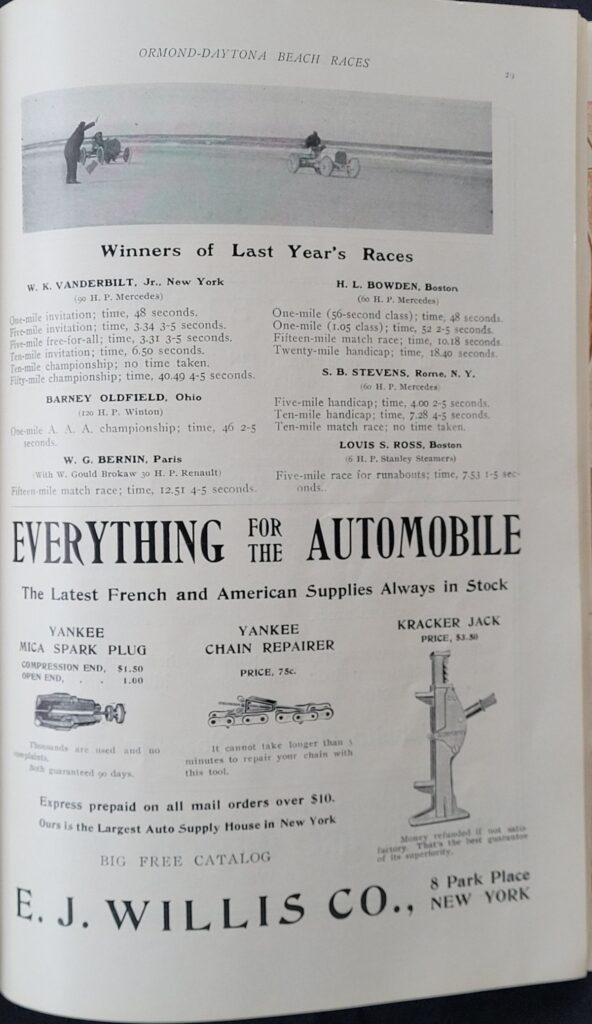 ORMOND-DAYTONA BEACH RACES
29
Winners of Last Year's Races
W. K. VANDERBILT, Jr., New York
(90 H. P. Mercedes)
One-mile invitation; time, 48 seconds.
Five-mile invitation; time, 3.34 3-5 seconds.
Five-mile free-for-all; time, 3.31 3-5 seconds.
Ten-mile invitation; time, 6.50 seconds.
Ten-mile championship; no time taken.
Fifty-mile championship; time, 40.49 4-5 seconds.
BARNEY OLDFIELD, Ohio
(120 H. P. Winton)
One-mile A. A. A. championship; time, 46 2-5
seconds.
W. G. BERNIN, Paris
(With W. Gould Brokaw 30 H. P. Renault)
Fifteen-mile match race; time, 12.51 4-5 seconds.
H. L. BOWDEN, Boston
(60 H. P. Mercedes)
One-mile (56-second class); time, 48 seconds.
One-mile (1.05 class); time, 52 2-5 seconds.
Fifteen-mile match race; time, 10.18 seconds.
Twenty-mile handicap; time, 18.40 seconds.
S. B. STEVENS, Rome, N. Y.
(60 H. P. Mercedes)
Five-mile handicap; time, 4.00 2-5 seconds.
Ten-mile handicap; time, 7.28 4-5 seconds.
Ten-mile match race; no time taken.
LOUIS S. ROSS, Boston
(6 H. P. Stanley Steamers)
Five-mile race for runabouts; time, 7.53 1-5 sec-
onds..
EVERYTHING FOR THE AUTOMOBILE
The Latest French and American Supplies Always in Stock
YANKEE
MICA SPARK PLUG
COMPRESSION END, $1.50
OPEN END, . . 1.00
Thousands are used and no
complaints.
Both guaranteed 90 days.
YANKEE
CHAIN REPAIRER
PRICE, 75c.
It cannot take longer than 5
minutes to repair your chain with
this tool.
KRACKER JACK
PRICE, $3.50
Money refunded if not satis-
factory. That's the best guarantee
of its superiority.
Express prepaid on all mail orders over $10.
Ours is the Largest Auto Supply House in New York
BIG FREE CATALOG
E. J. WILLIS CO., 8 Park Place
NEW YORK